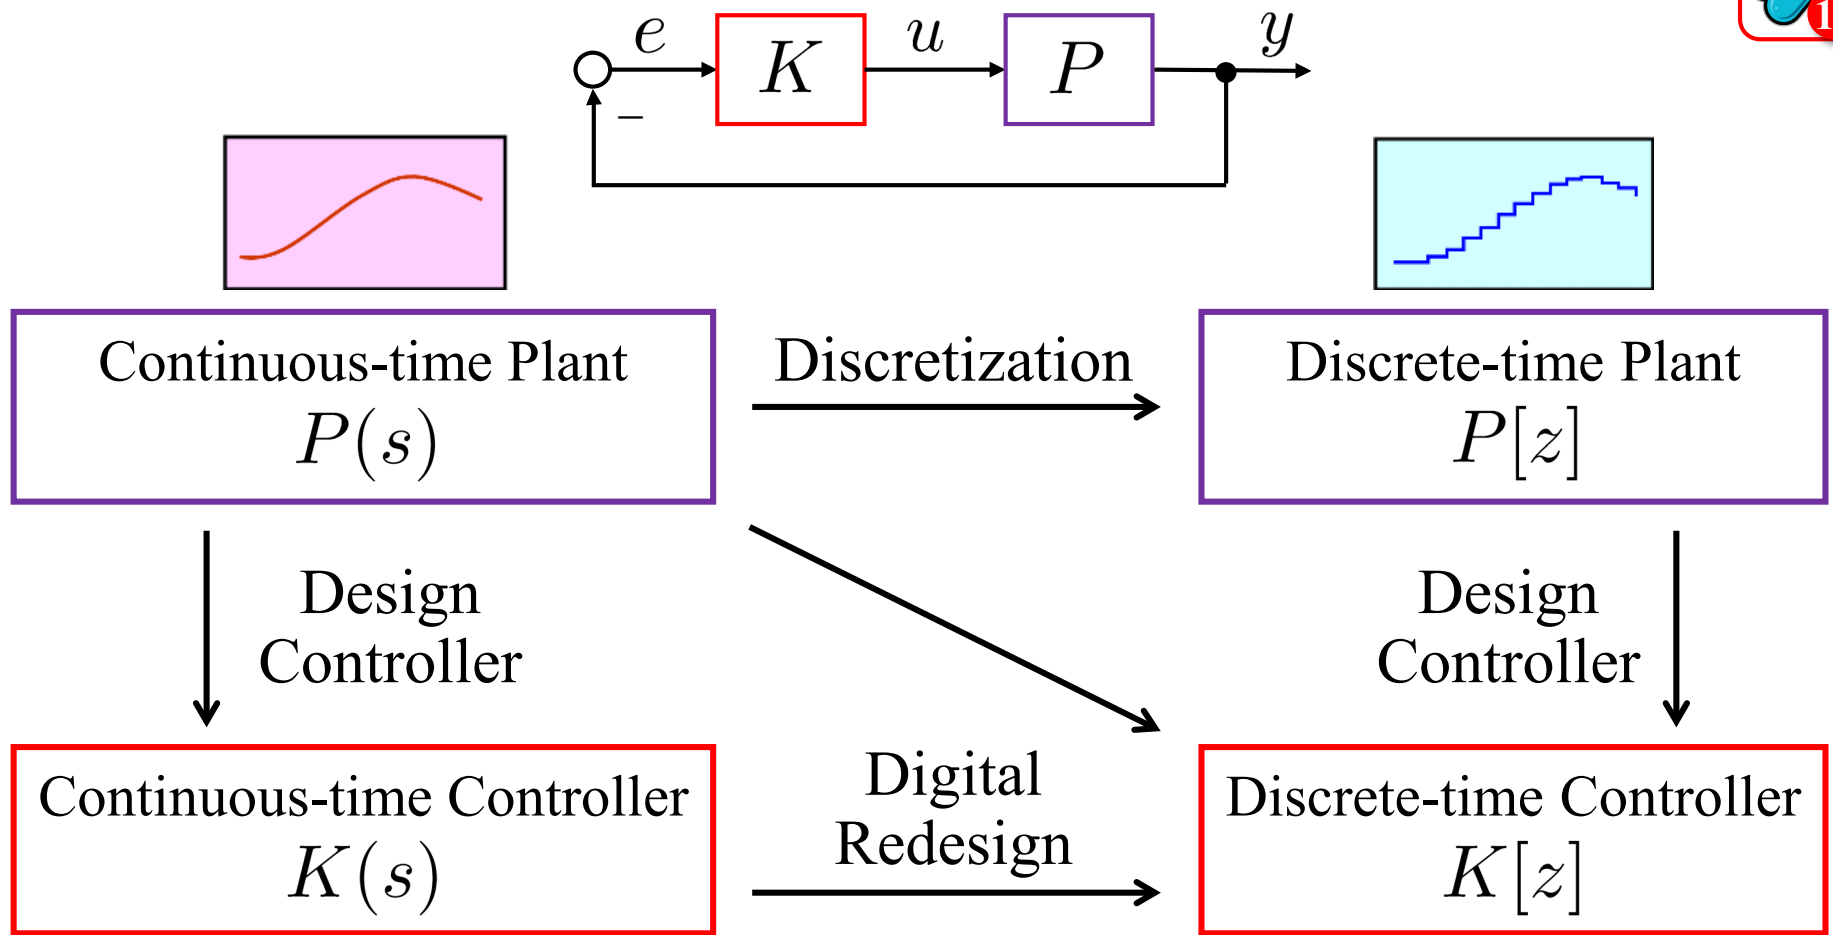 e
K
u
P
y
−
1
Continuous-time Plant
P(s)
Discretization
Discrete-time Plant
P[z]
Design
Controller
Design
Controller
Continuous-time Controller
K(s)
Digital
Redesign
Discrete-time Controller
K[z]